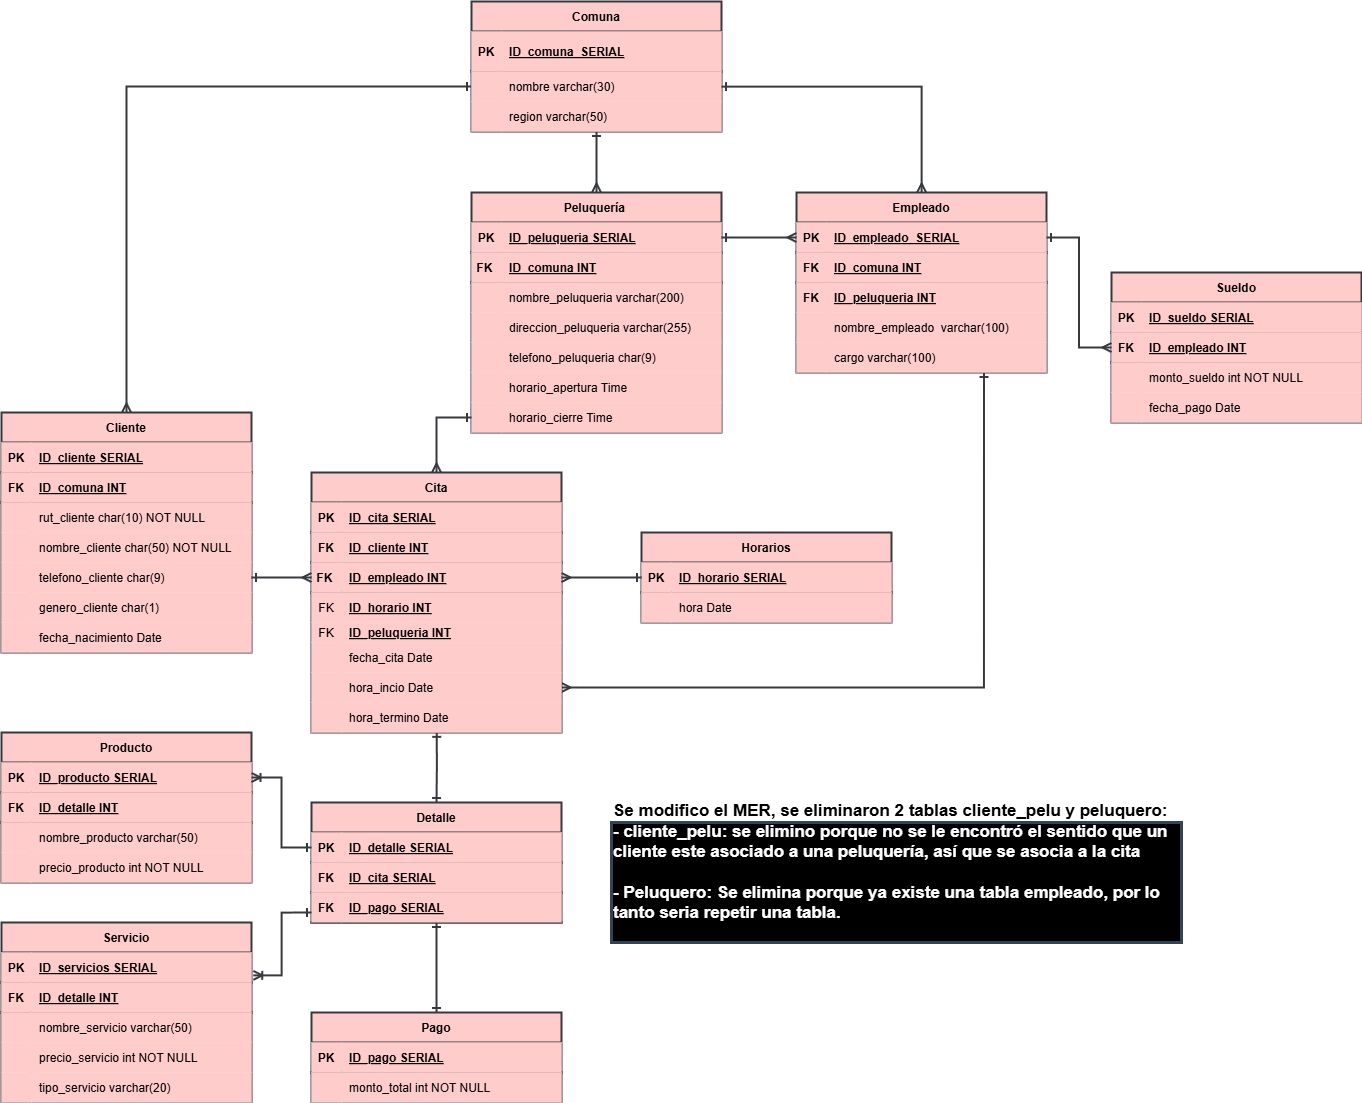 Comuna
PK ID_comuna SERIAL
nombre varchar(30)
region varchar(50)
Peluquería
PK ID_peluqueria SERIAL
FK ID_comuna INT
nombre_peluqueria varchar(200)
direccion_peluqueria varchar(255)
telefono_peluqueria char(9)
horario_apertura Time
horario_cierre Time
Empleado
PK ID_empleado SERIAL
FK ID_comuna INT
FK ID_peluqueria INT
nombre_empleado varchar(100)
cargo varchar(100)
Sueldo
PK ID_sueldo SERIAL
FK ID_empleado INT
monto_sueldo int NOT NULL
fecha_pago Date
Cliente
PK ID_cliente SERIAL
FK ID_comuna INT
rut_cliente char(10) NOT NULL
nombre_cliente char(50) NOT NULL
telefono_cliente char(9)
genero_cliente char(1)
fecha_nacimiento Date
Cita
PK ID_cita SERIAL
FK ID_cliente INT
FK ID_empleado INT
FK ID_horario INT
FK ID_peluqueria INT
fecha_cita Date
hora_incio Date
hora_termino Date
Horarios
PK ID_horario SERIAL
hora Date
Producto
PK ID_producto SERIAL
FK ID_detalle INT
nombre_producto varchar(50)
precio_producto int NOT NULL
Detalle
PK ID_detalle SERIAL
FK ID_cita SERIAL
FK ID_pago SERIAL
Se modifico el MER, se eliminaron 2 tablas cliente_pelu y peluquero:
- cliente_pelu: se elimino porque no se le encontró el sentido que un
cliente este asociado a una peluquería, así que se asocia a la cita
- Peluquero: Se elimina porque ya existe una tabla empleado, por lo
tanto seria repetir una tabla.
Servicio
PK ID_servicios SERIAL
FK ID_detalle INT
nombre_servicio varchar(50)
precio_servicio int NOT NULL
tipo_servicio varchar(20)
Pago
PK ID_pago SERIAL
monto_total int NOT NULL